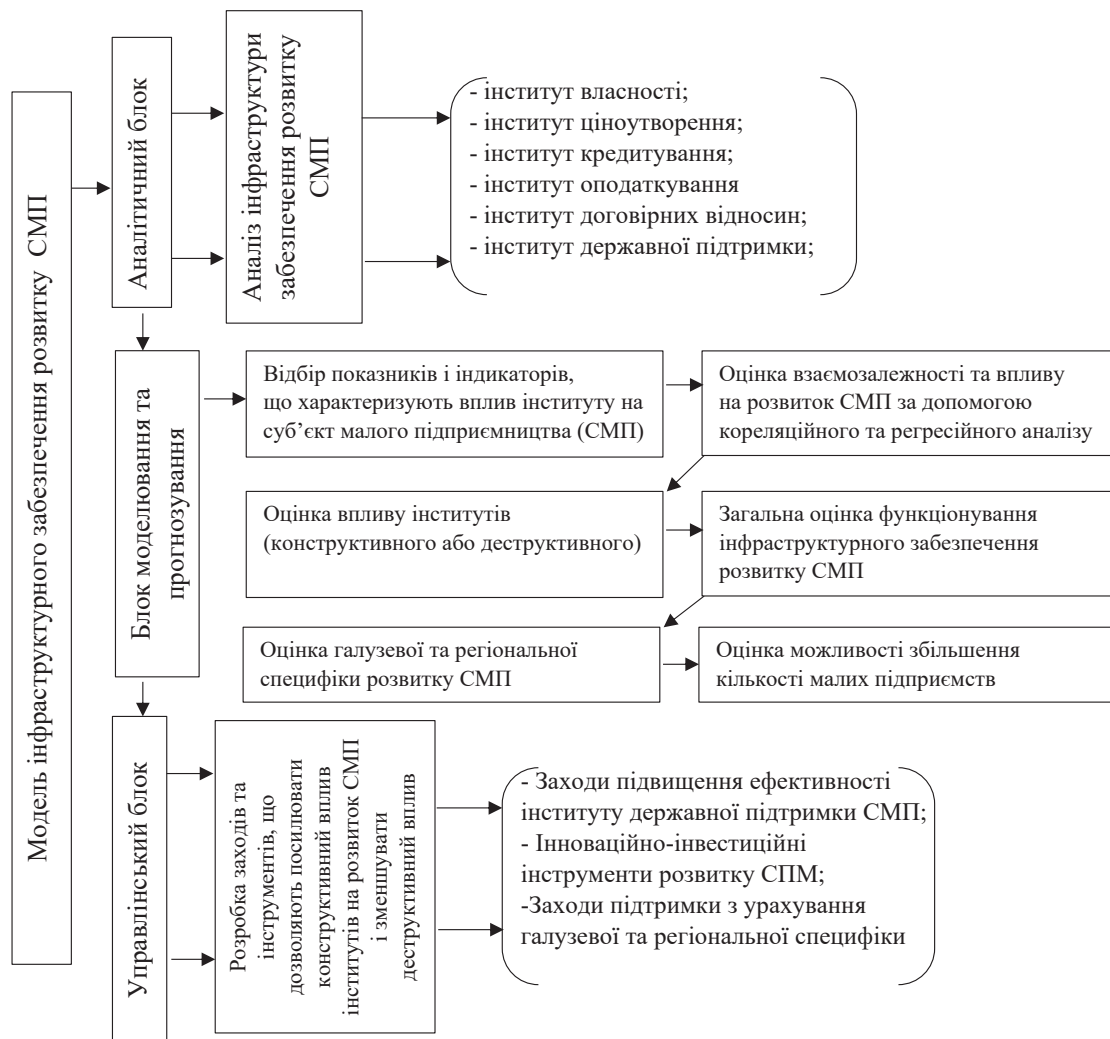 Модель інфраструктурного забезпечення розвитку СМП
Аналітичний блок
Аналіз інфраструктури
забезпечення розвитку
СМП
- інститут власності;
- інститут ціноутворення;
- інститут кредитування;
- інститут оподаткування
- інститут договірних відносин;
- інститут державної підтримки;
Блок моделювання та
прогнозування
Відбір показників і індикаторів,
що характеризують вплив інституту на
суб’єкт малого підприємництва (СМП)
Оцінка взаємозалежності та впливу
на розвиток СМП за допомогою
кореляційного та регресійного аналізу
Оцінка впливу інститутів
(конструктивного або деструктивного)
Загальна оцінка функціонування
інфраструктурного забезпечення
розвитку СМП
Оцінка галузевої та регіональної
специфіки розвитку СМП
Оцінка можливості збільшення
кількості малих підприємств
Управлінський блок
Розробка заходів та
інструментів, що
дозволяють посилювати
конструктивний вплив
інститутів на розвиток СМП
і зменшувати
деструктивний вплив
- Заходи підвищення ефективності
інституту державної підтримки СМП;
- Інноваційно-інвестиційні
інструменти розвитку СПМ;
-Заходи підтримки з урахування
галузевої та регіональної специфіки